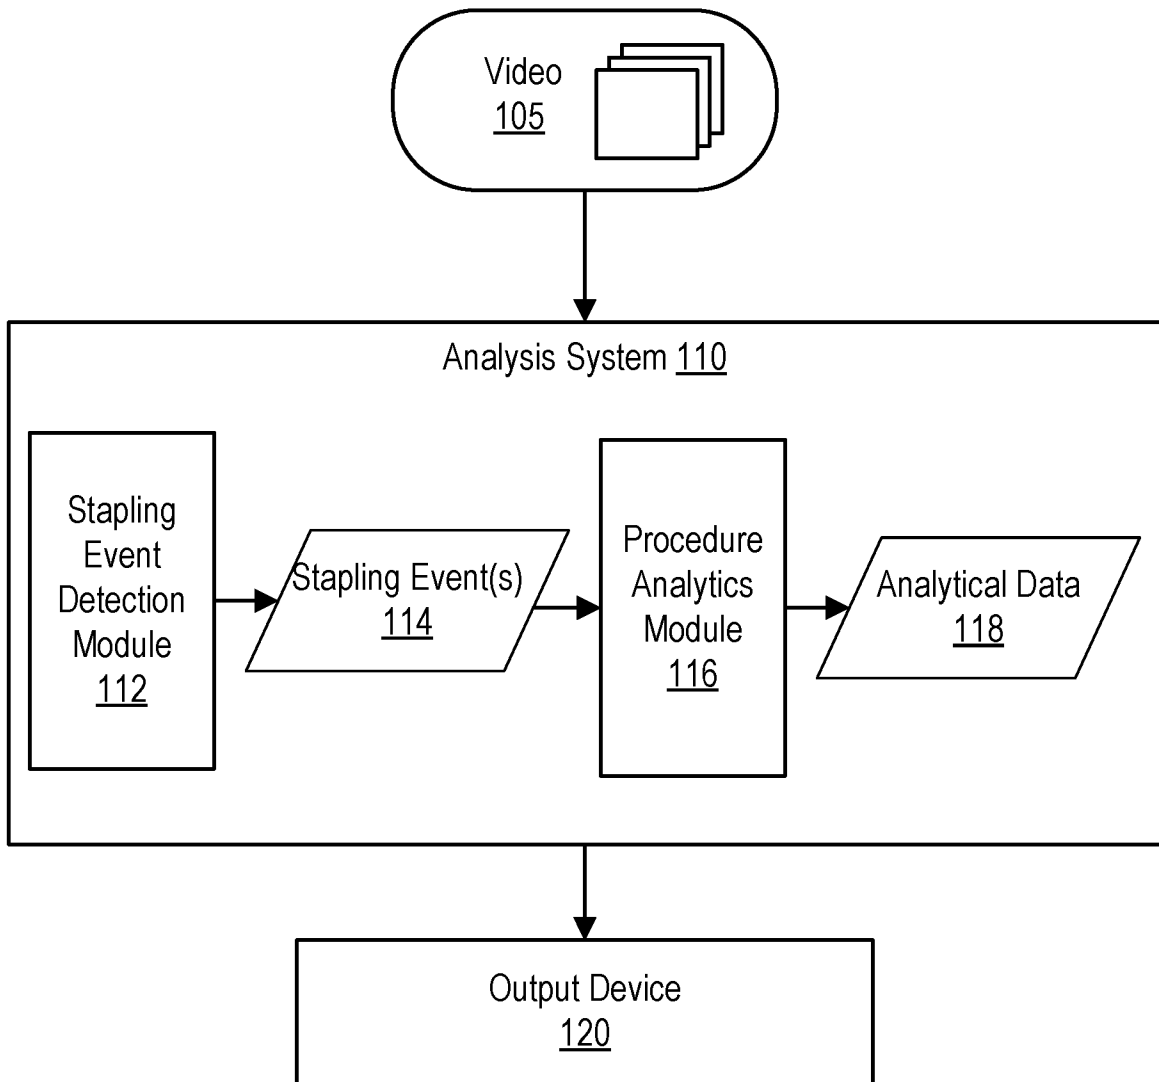 Video
105
Analysis System 110
Stapling
Event
Detection
Module
112
Stapling Event(s)
114
Procedure
Analytics
Module
116
Analytical Data
118
Output Device
120